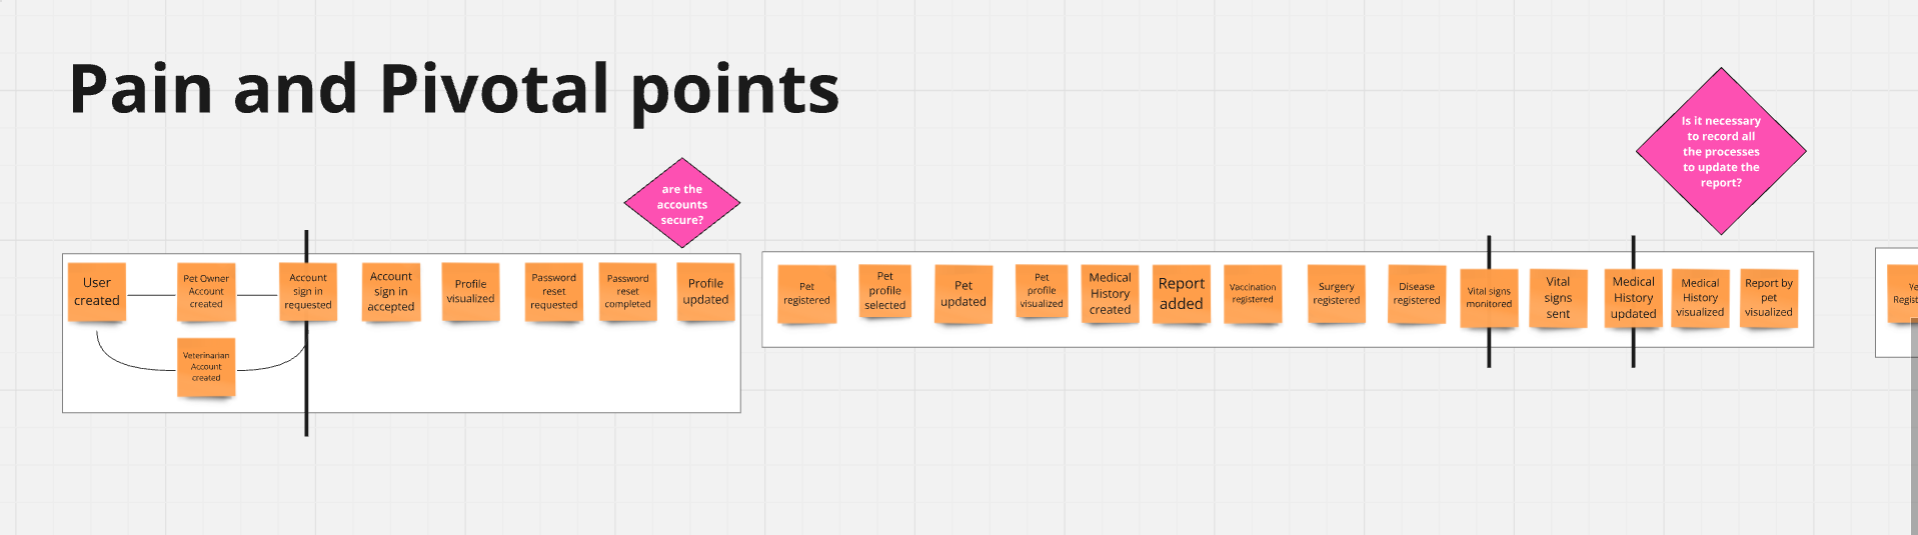 Pain and Pivotal points
are the
accounts
secure?
Is it necessary
to record all
the processes
to update the
report?
User
created
Pet Owner
Account
created
Account
sign in
requested
Account
sign in
accepted
Profile
visualized
Password
reset
requested
Password
reset
completed
Profile
updated
Veterinarian
Account
created
Pet
registered
Pet
profile
selected
Pet
updated
Pet
profile
visualized
Medical
History
created
Report
added
Vaccination
registered
Surgery
registered
Disease
registered
Vital signs
monitored
Vital
signs
sent
Medical
History
updated
Medical
History
visualized
Report by
pet
visualized